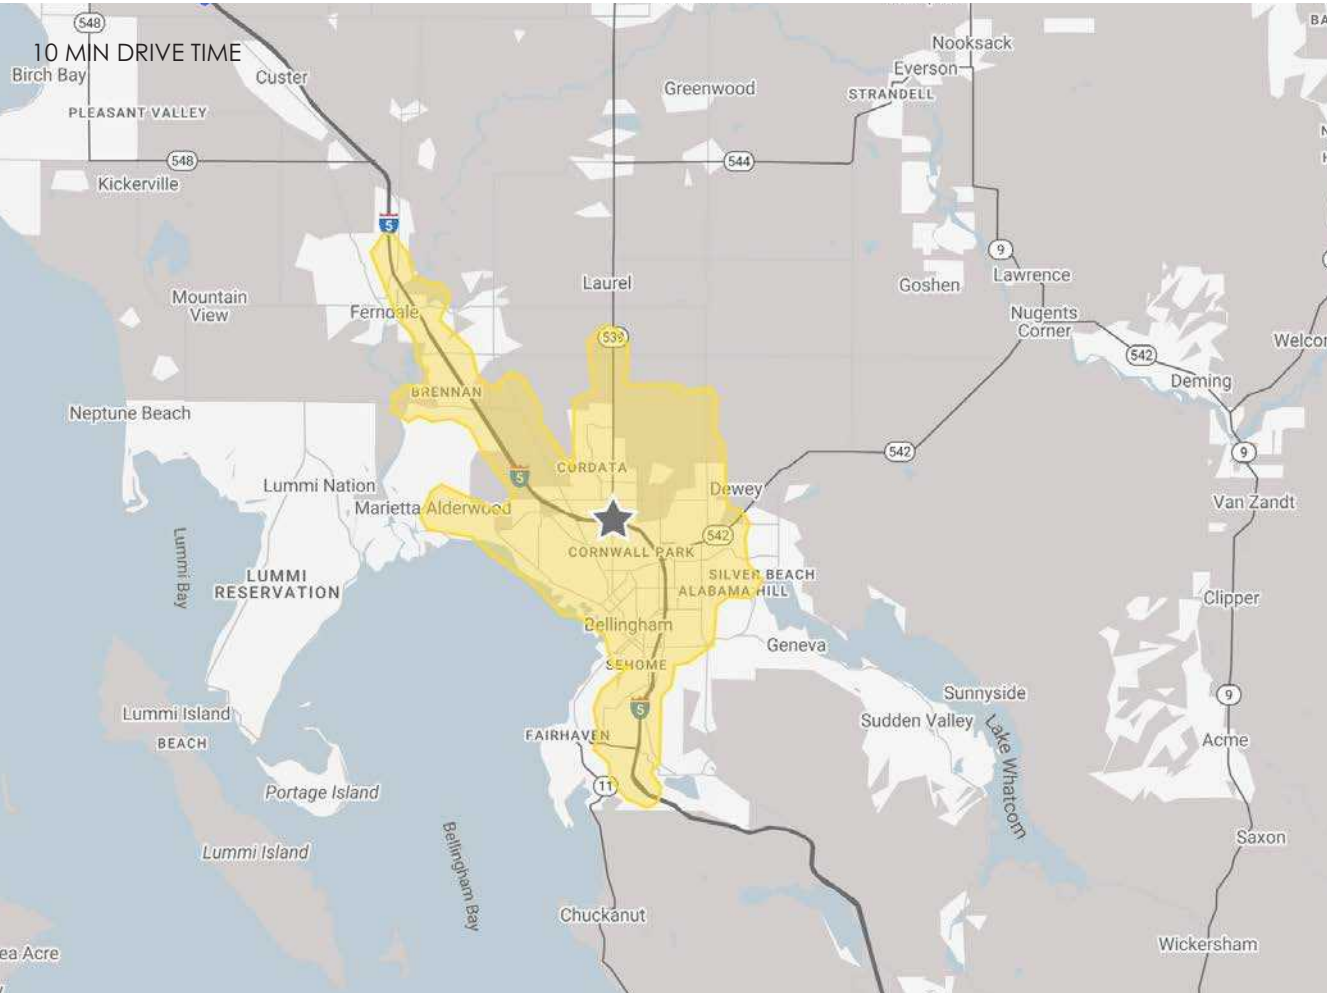 548
BA
10 MIN DRIVE TIME
Nooksack
Birch Bay
Custer
Everson
Greenwood
STRANDELL
PLEASANT VALLEY
548
544
Kickerville
5
9
Lawrence
Laurel
Goshen
Mountain
View
Ferndale
Nugents
Corner
539
Welcor
542
Deming
BRENNAN
Neptune Beach
542
9
CORDATA
5
Lummi Nation
Dewey
Van Zandt
Marietta-Alderwood
542
CORNWALL PARK
Lummi Bay
LUMMI
RESERVATION
SILVER BEACH
ALABAMA HILL
Clipper
Bellingham
Geneva
SEHOME
Sunnyside
9
5
Lummi Island
Sudden Valley
FAIRHAVEN
BEACH
Acme
Lake Whatcom
11
Portage Island
Saxon
Lummi Island
Bellingham Bay
Chuckanut
Wickersham
ea Acre